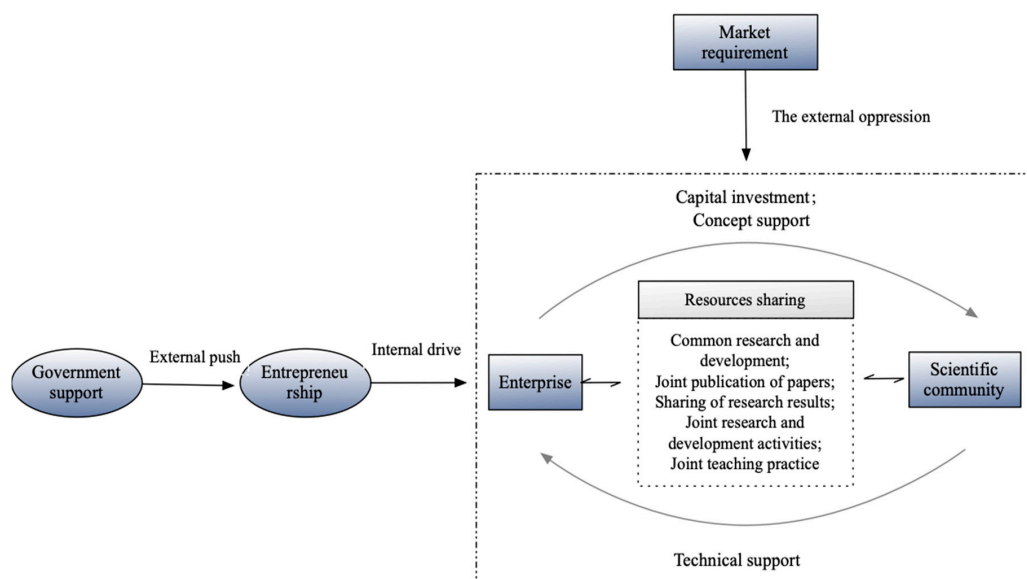 Market
requirement
The external oppression
Capital investment;
Concept support
Resources sharing
Common research and
development;
Joint publication of papers;
Sharing of research results;
Joint research and
development activities;
Joint teaching practice
Government
support
External push
Entrepreneu
rship
Internal drive
Enterprise
Scientific
community
Technical support